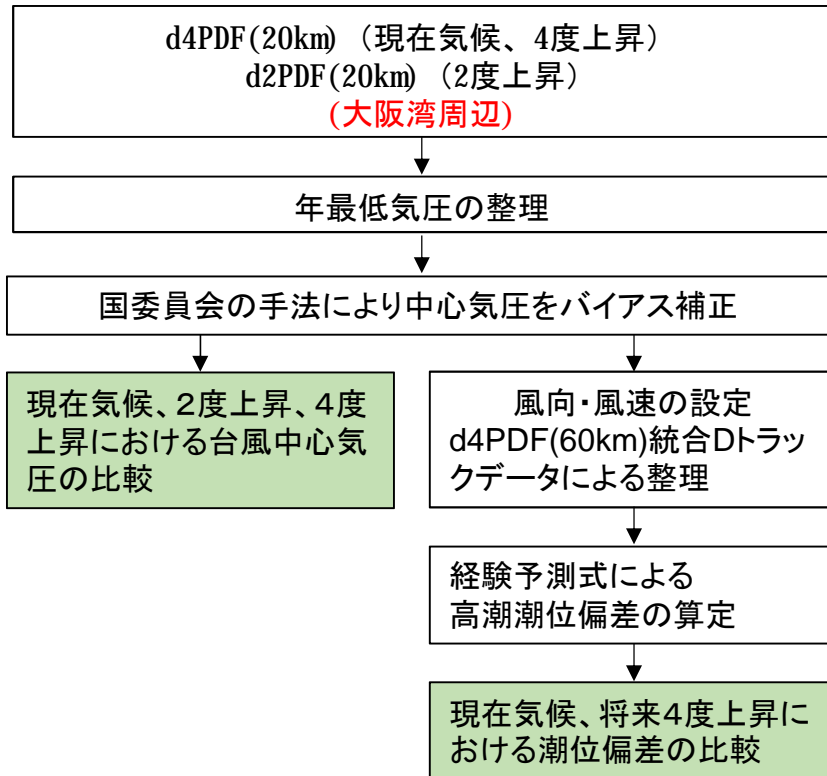 d4PDF(20km) (現在気候、4度上昇)
d2PDF(20km) (2度上昇)
(大阪湾周辺)
年最低気圧の整理
国委員会の手法により中心気圧をバイアス補正
現在気候、２度上昇、４度
上昇における台風中心気
圧の比較
風向・風速の設定
d4PDF(60km)統合Dトラッ
クデータによる整理
経験予測式による
高潮潮位偏差の算定
現在気候、将来４度上昇に
おける潮位偏差の比較